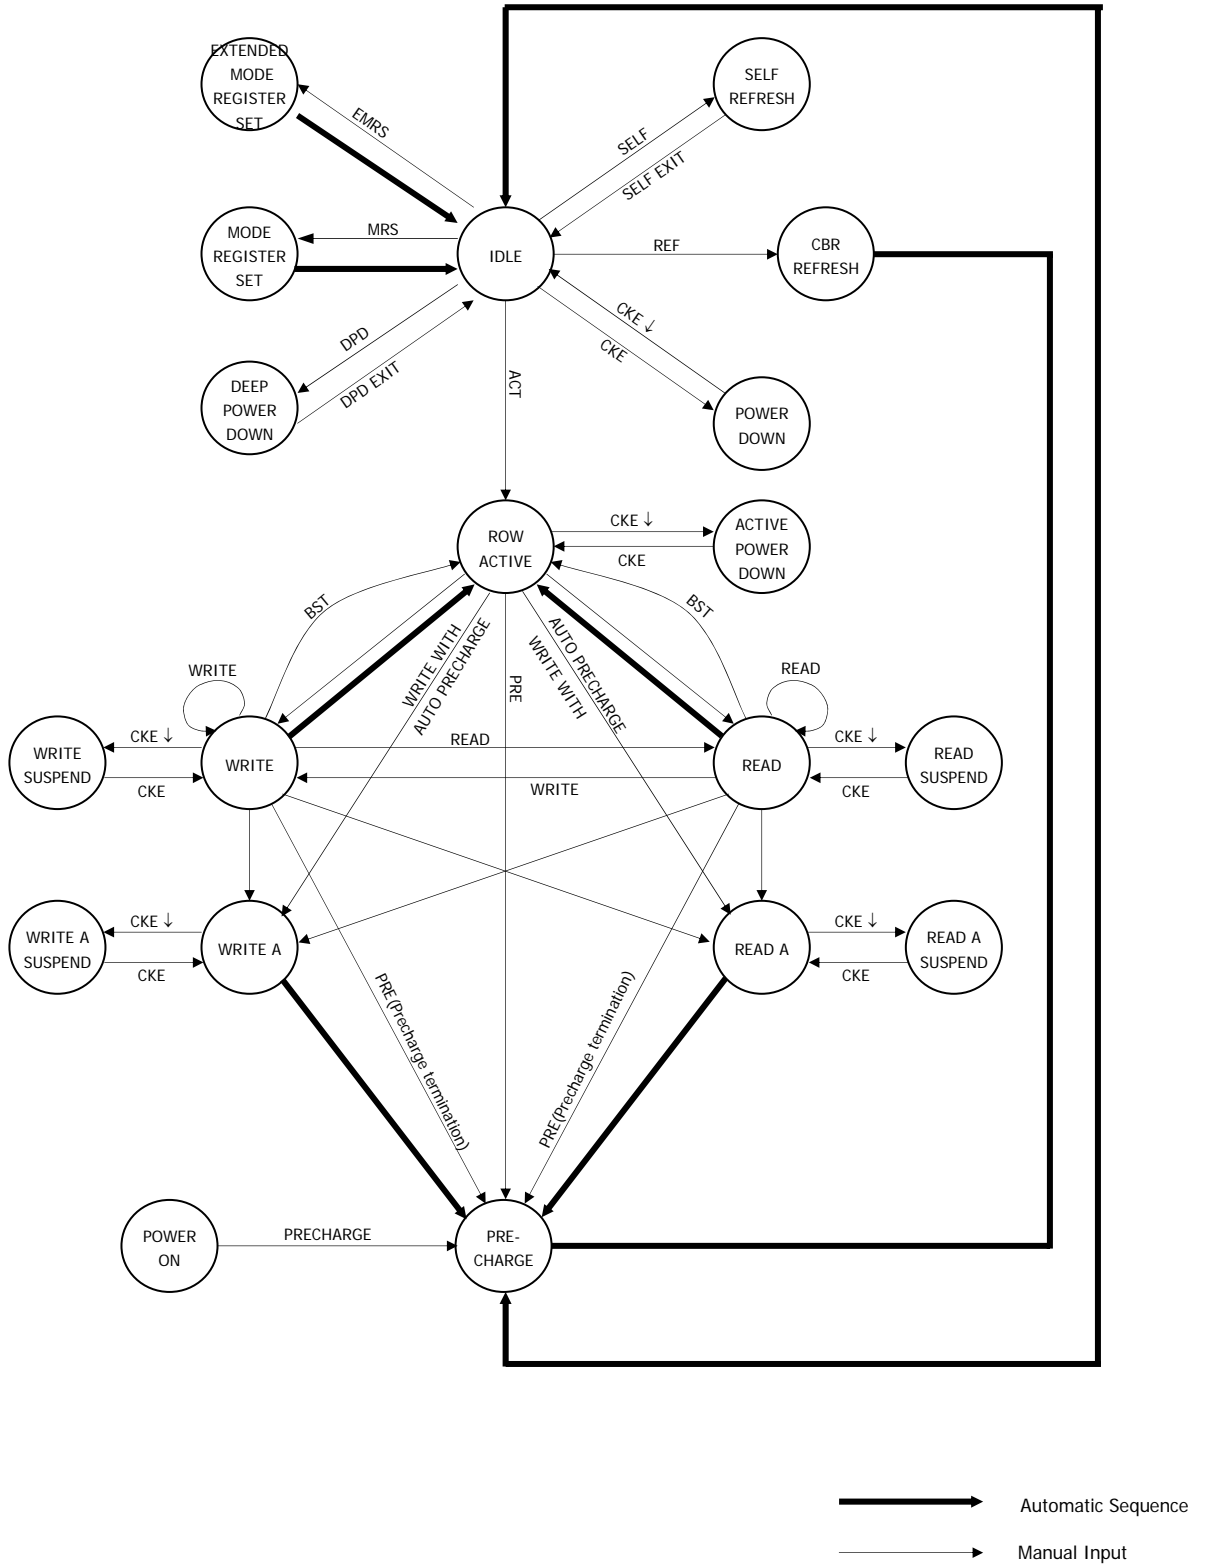 EXTENDED
MODE
REGISTER
SET
SELF
REFRESH
EMRS
SELF
SELF EXIT
MODE
REGISTER
SET
MRS
IDLE
REF
CBR
REFRESH
DPD
DPD EXIT
CKE ↓
CKE
ACT
DEEP
POWER
DOWN
POWER
DOWN
ROW
ACTIVE
CKE ↓
CKE
ACTIVE
POWER
DOWN
BST
BST
WRITE WITH
AUTO PRECHARGE
PRE
AUTO PRECHARGE
WRITE WITH
WRITE
READ
WRITE
SUSPEND
CKE ↓
CKE
WRITE
READ
WRITE
READ
CKE ↓
CKE
READ
SUSPEND
WRITE A
SUSPEND
CKE ↓
CKE
WRITE A
READ A
CKE ↓
CKE
READ A
SUSPEND
PRE(Precharge termination)
PRE(Precharge termination)
POWER
ON
PRECHARGE
PRE-
CHARGE
Automatic Sequence
Manual Input